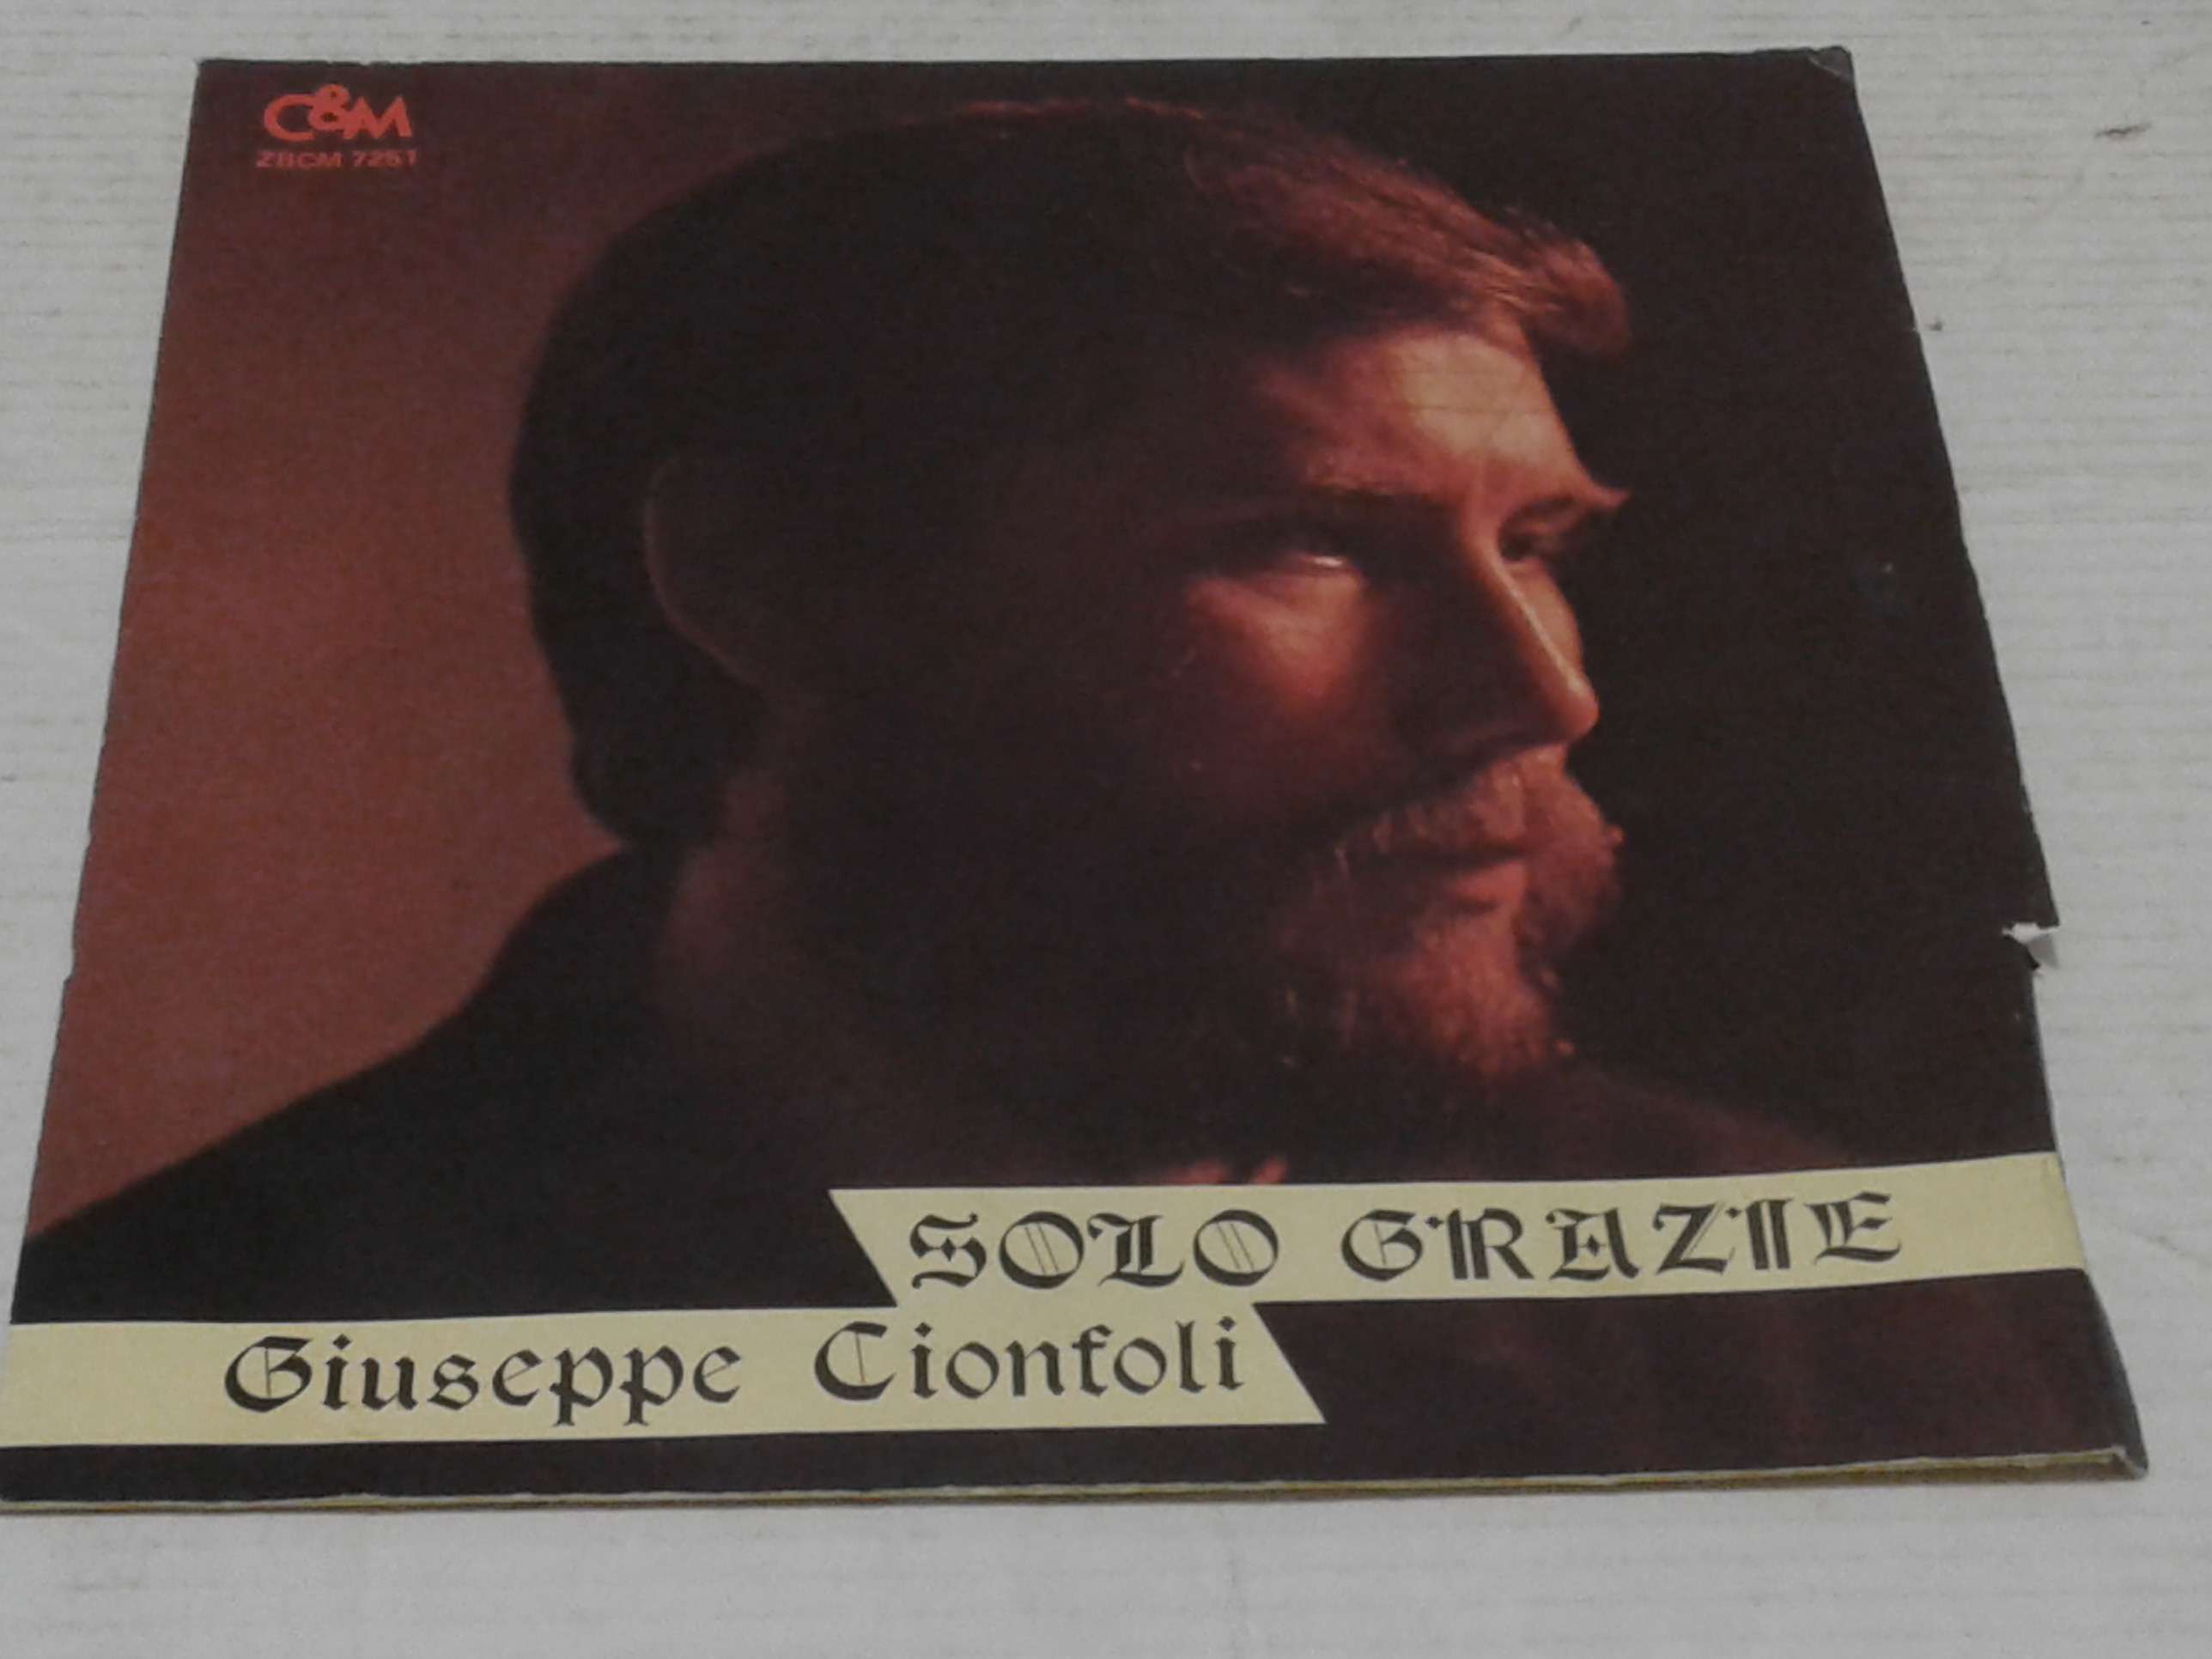 C&M
ZBCM 7251
SOLO GRAZIE
Giuseppe Cionfoli